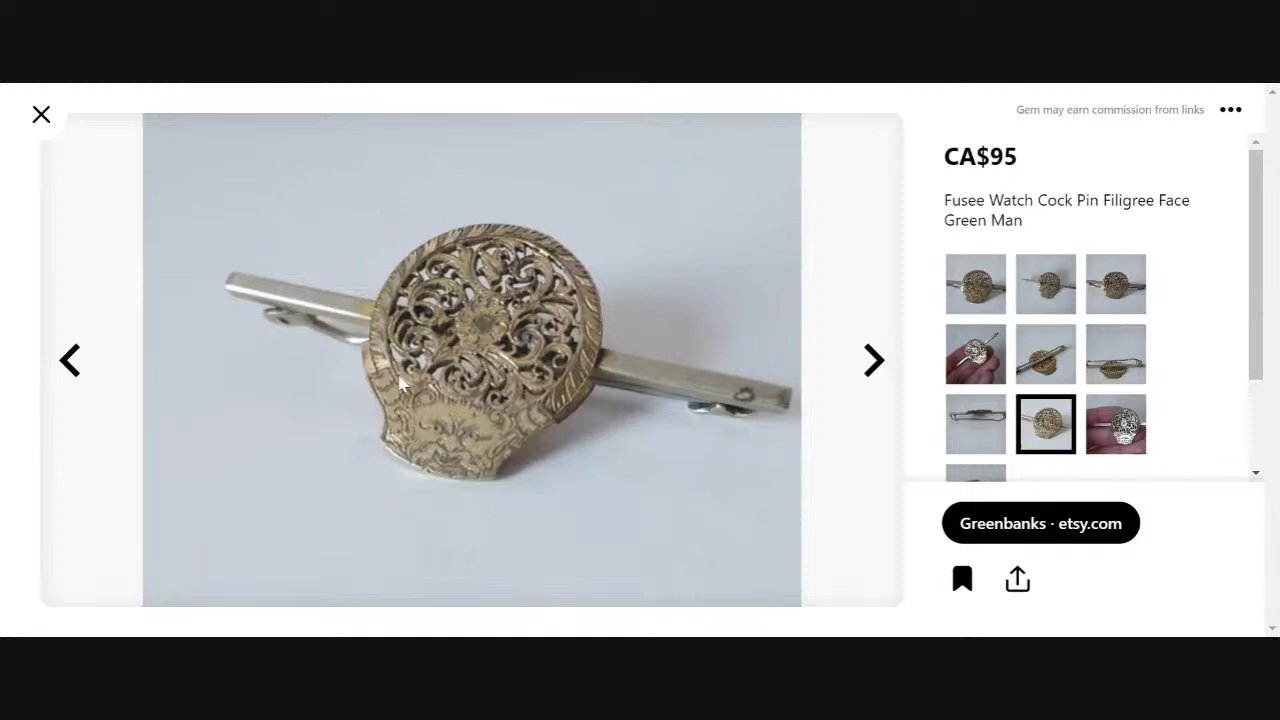 Gem may earn commission from links
CA$95
Fusee Watch Cock Pin Filigree Face
Green Man
Greenbanks · etsy.com